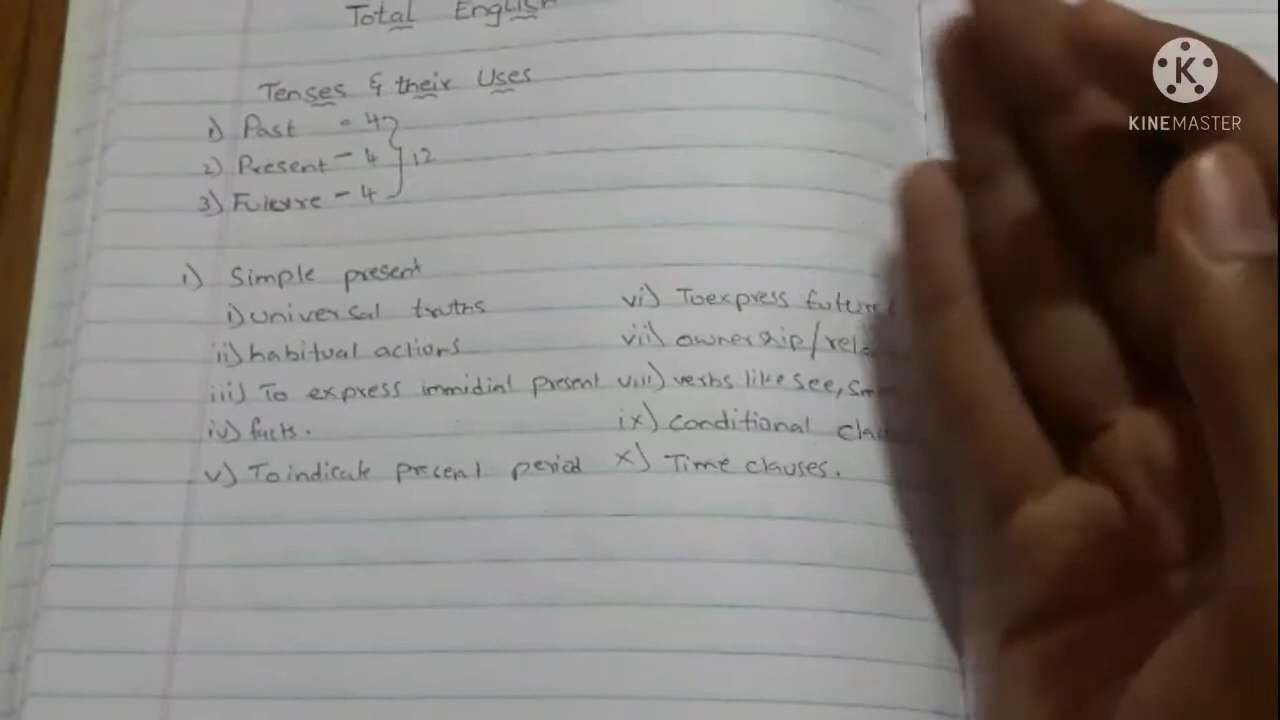 Total English
Tenses & their Uses
1) Past - 4
2) Present - 4 } 12
3) Future - 4
1) Simple present
i) universal truths
ii) habitual actions
iii) To express immidint present
iv) facts.
v) To indicate present period
vi) To express future
vii) ownership/
viii) verbs like see,
ix) conditional
x) Time clauses.
KINEMASTER